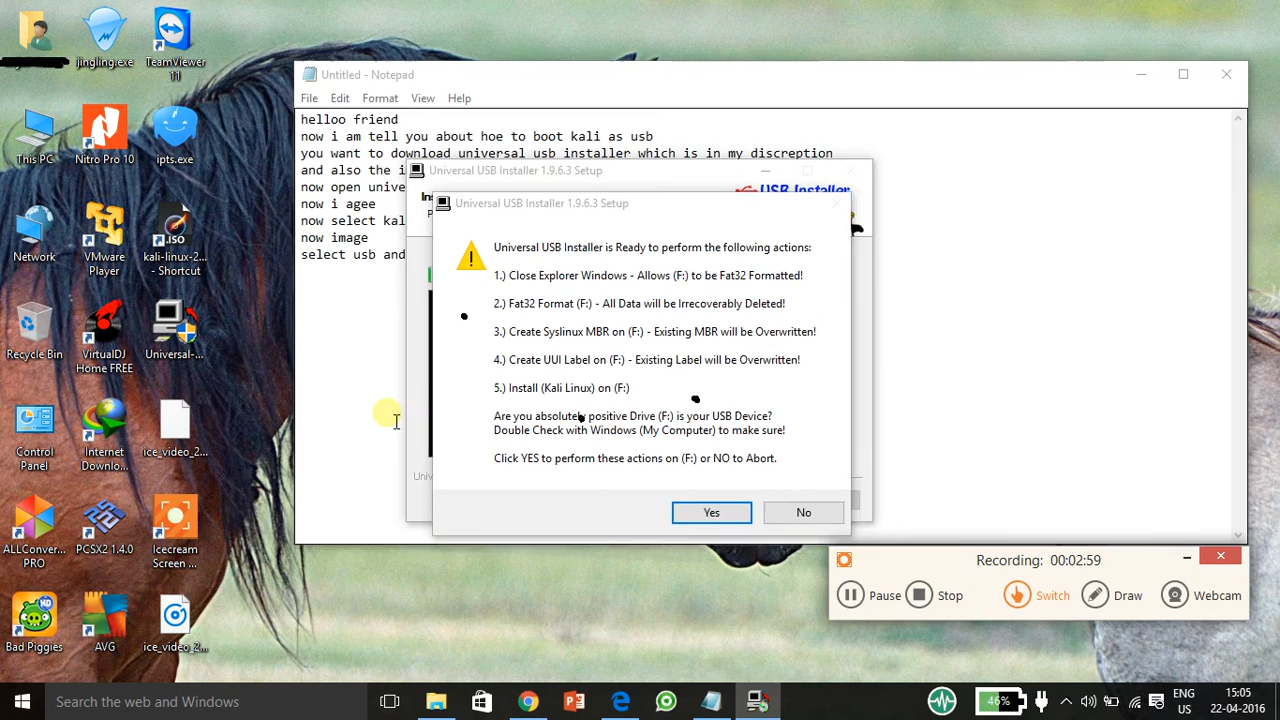 jingling.exe
TeamViewer
11
This PC
Nitro Pro 10
ipts.exe
Network
VMware
Player
.ISO
kali-linux-2...
- Shortcut
Recycle Bin
VirtualDJ
Home FREE
Universal-...
Control
Panel
Internet
Downlo...
ice_video_2...
ALLConver...
PRO
PCSX2 1.4.0
Icecream
Screen ...
HD
Bad Piggies
AVG
ice_video_2...
Untitled - Notepad
File Edit Format View Help
helloo friend
now i am tell you about hoe to boot kali as usb
you want to download universal usb installer which is in my discreption
and also the i
now open unive
now i agee
now select kal
now image
select usb and
Universal USB Installer 1.9.6.3 Setup
USB Installer
Ins
P
Univ
Universal USB Installer 1.9.6.3 Setup
Universal USB Installer is Ready to perform the following actions:
1.) Close Explorer Windows - Allows (F:) to be Fat32 Formatted!
2.) Fat32 Format (F:) - All Data will be Irrecoverably Deleted!
3.) Create Syslinux MBR on (F:) - Existing MBR will be Overwritten!
4.) Create UUI Label on (F:) - Existing Label will be Overwritten!
5.) Install (Kali Linux) on (F:)
Are you absolutely positive Drive (F:) is your USB Device?
Double Check with Windows (My Computer) to make sure!
Click YES to perform these actions on (F:) or NO to Abort.
Yes No
Recording: 00:02:59
Pause Stop Switch Draw Webcam
Search the web and Windows
46%
ENG
US
15:05
22-04-2016